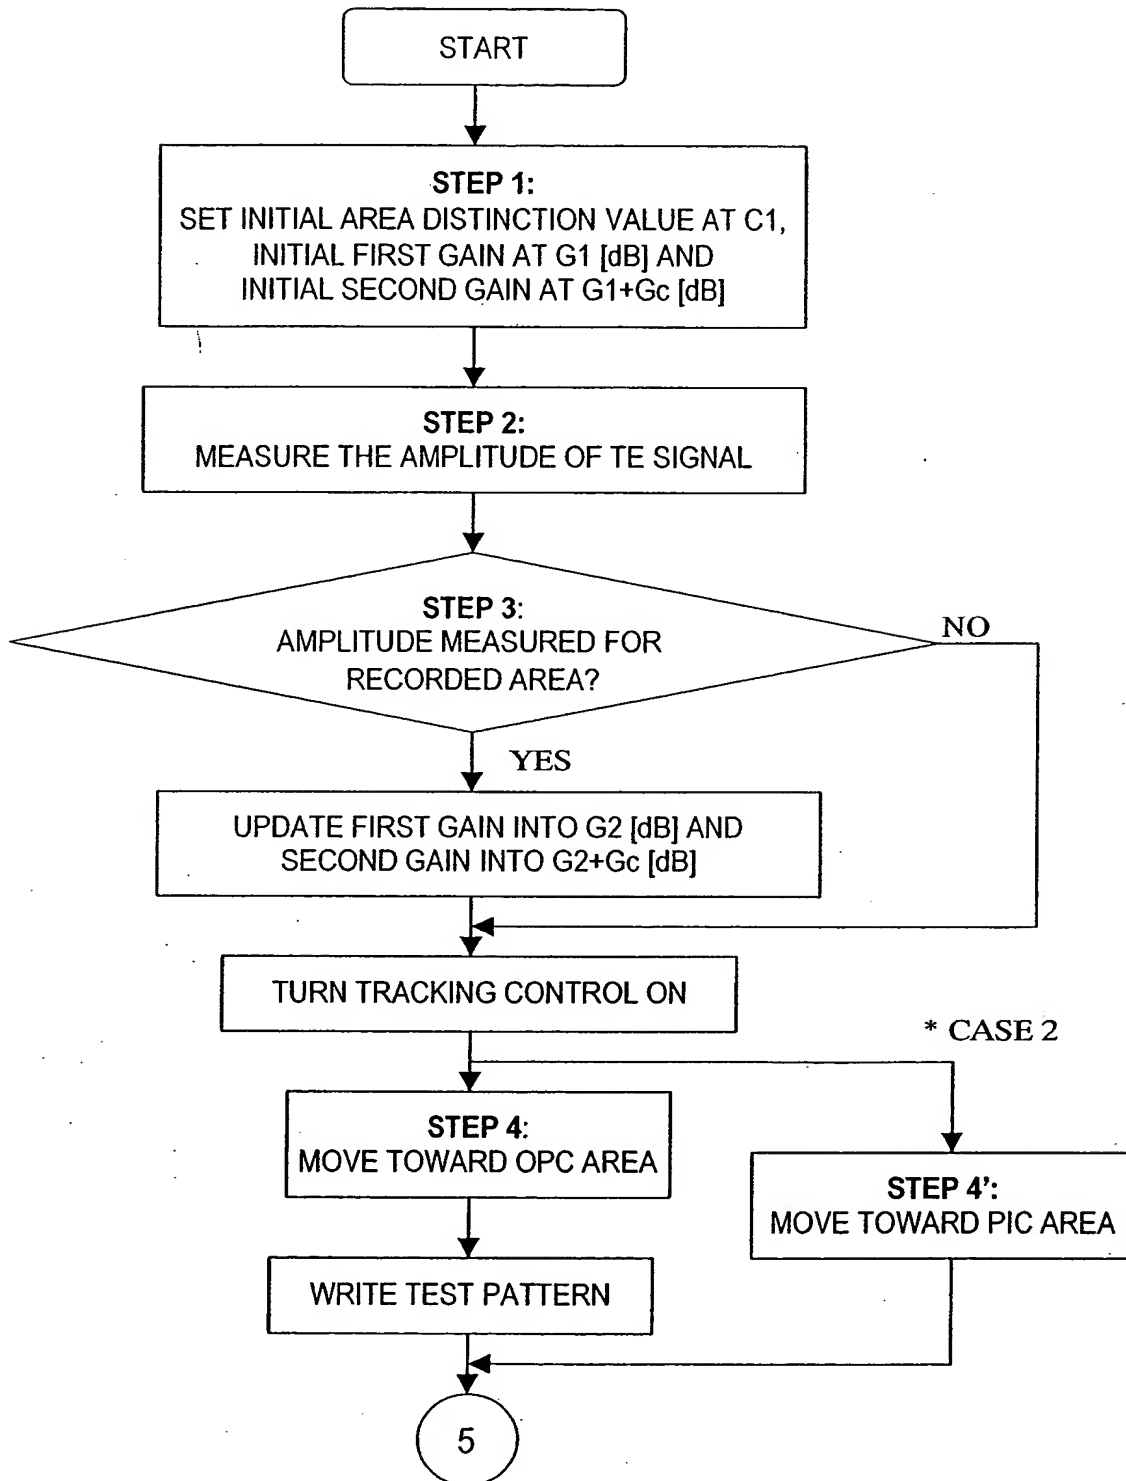 START
STEP 1:
SET INITIAL AREA DISTINCTION VALUE AT C1,
INITIAL FIRST GAIN AT G1 [dB] AND
INITIAL SECOND GAIN AT G1+Gc [dB]
STEP 2:
MEASURE THE AMPLITUDE OF TE SIGNAL
STEP 3:
AMPLITUDE MEASURED FOR
RECORDED AREA?
NO
YES
UPDATE FIRST GAIN INTO G2 [dB] AND
SECOND GAIN INTO G2+Gc [dB]
TURN TRACKING CONTROL ON
* CASE 2
STEP 4:
MOVE TOWARD OPC AREA
STEP 4':
MOVE TOWARD PIC AREA
WRITE TEST PATTERN
5